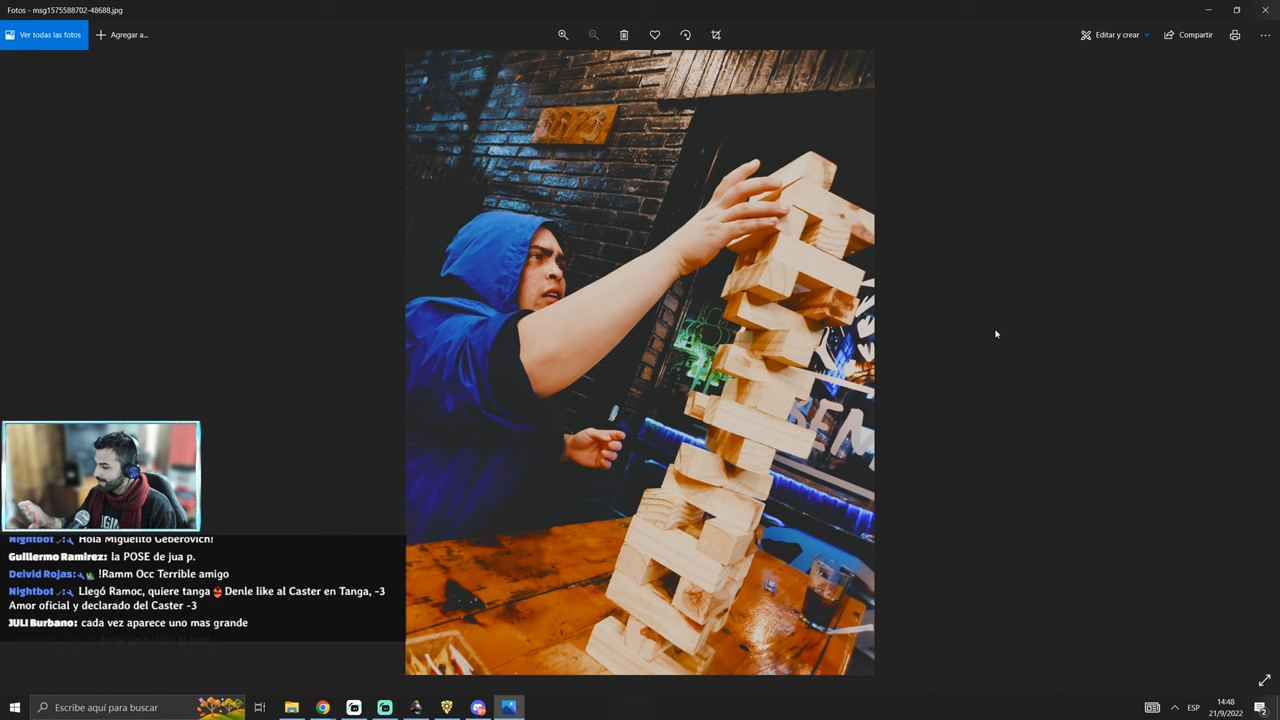 Fotos - msg1575588702-48688.jpg
Ver todas las fotos
Agregar a...
Editar y crear
Compartir
Nightbot: Hola Miguelito Geberovich!
Guillermo Ramirez: la POSE de jua p.
Deivid Rojas: !Ramm Occ Terrible amigo
Nightbot: Llegó Ramoc, quiere tanga 👙 Denle like al Caster en Tanga, -3
Amor oficial y declarado del Caster -3
JULI Burbano: cada vez aparece uno mas grande
Escribe aquí para buscar
ESP
14:48
21/9/2022
2